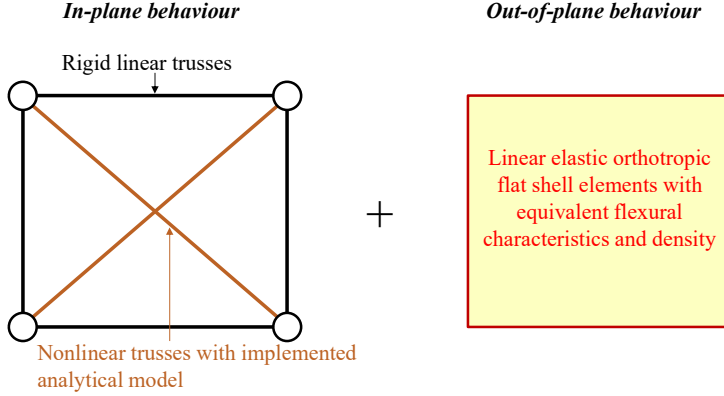 In-plane behaviour
Out-of-plane behaviour
Rigid linear trusses
Linear elastic orthotropic
flat shell elements with
equivalent flexural
characteristics and density
+
Nonlinear trusses with implemented
analytical model